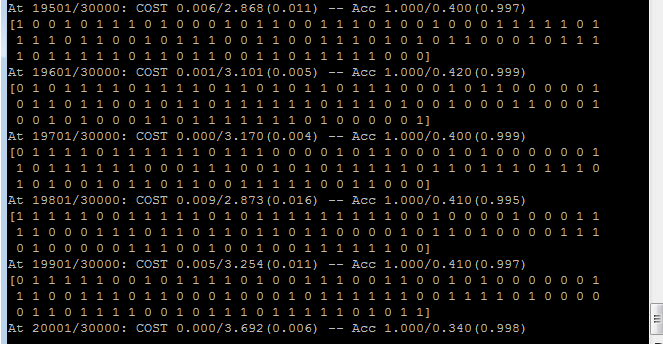 At 19501/30000: COST 0.006/2.868(0.011) -- Acc 1.000/0.400(0.997)
[1 0 0 1 0 1 1 1 0 1 0 0 1 0 1 1 0 0 1 1 1 0 1 0 0 1 0 0 0 1 1 1 1 1 0 1
1 1 1 0 1 1 0 0 1 0 1 1 1 0 0 1 1 0 0 1 1 1 0 1 0 1 0 1 1 0 0 0 1 0 1 1 1
1 0 1 1 1 1 1 0 1 1 0 1 1 1 0 1 0 0 1 1 1 0 0 0]
At 19601/30000: COST 0.001/3.101(0.005) -- Acc 1.000/0.420(0.999)
[0 1 0 1 1 1 1 0 1 1 1 1 0 1 1 0 1 1 0 1 1 1 0 0 0 1 0 1 1 0 0 0 0 0 0 1
0 1 1 0 1 1 0 0 1 1 0 1 1 1 1 0 1 1 1 1 0 1 0 0 1 0 1 0 0 0 1 1 0 0 0 1
0 0 1 0 1 0 0 0 1 1 1 1 1 0 0 1 1 0 0 0 0 0 0 1]
At 19701/30000: COST 0.000/3.170(0.004) -- Acc 1.000/0.400(0.999)
[0 1 1 1 1 0 1 1 1 1 1 0 1 1 1 0 0 0 0 1 0 1 1 0 0 0 1 0 1 0 0 0 0 0 0 1
1 0 1 1 1 1 1 1 0 1 1 1 0 0 1 1 0 1 0 0 1 1 1 1 0 1 1 0 1 1 1 0 1 1 1 0
1 0 1 0 0 1 0 1 1 0 1 1 0 0 1 1 1 1 1 0 0 1 1 0 0 0]
At 19801/30000: COST 0.009/2.873(0.016) -- Acc 1.000/0.410(0.995)
[1 1 1 1 0 0 1 1 1 1 0 1 0 1 1 1 1 1 1 1 1 1 1 0 0 1 0 0 0 0 1 0 0 0 1 1
1 1 0 0 0 1 1 0 1 0 0 1 1 1 1 0 1 1 0 1 1 0 1 1 0 1 0 1 1 0 0 0 0 1 1 1
0 1 0 0 0 0 0 1 1 1 0 0 1 0 0 1 0 0 1 1 1 1 1 1 0 0]
At 19901/30000: COST 0.005/3.254(0.011) -- Acc 1.000/0.410(0.997)
[0 1 1 1 1 1 0 0 1 0 1 1 1 1 0 1 0 0 1 1 1 0 0 1 1 0 0 1 0 1 0 0 0 0 0 1
1 1 0 0 1 1 1 0 1 1 0 0 0 1 0 0 0 1 0 1 1 0 0 0 0 0 1 1 1 1 0 1 0 0 0 0
0 1 1 0 1 1 0 1 1 1 1 0 1 0 1 1 0 1 1 1 1 1 0 1 0 1 1]
At 20001/30000: COST 0.000/3.692(0.006) -- Acc 1.000/0.340(0.998)